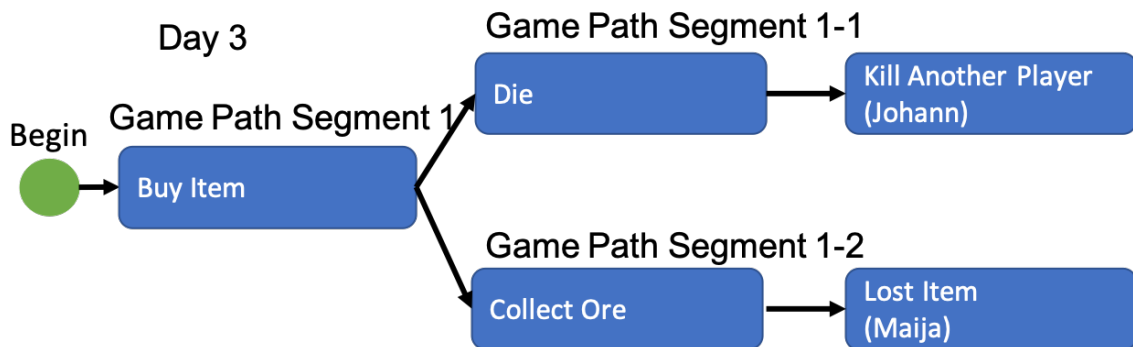 Day 3
Game Path Segment 1-1
Die
Kill Another Player
(Johann)
Begin
Game Path Segment 1
Buy Item
Game Path Segment 1-2
Collect Ore
Lost Item
(Maija)